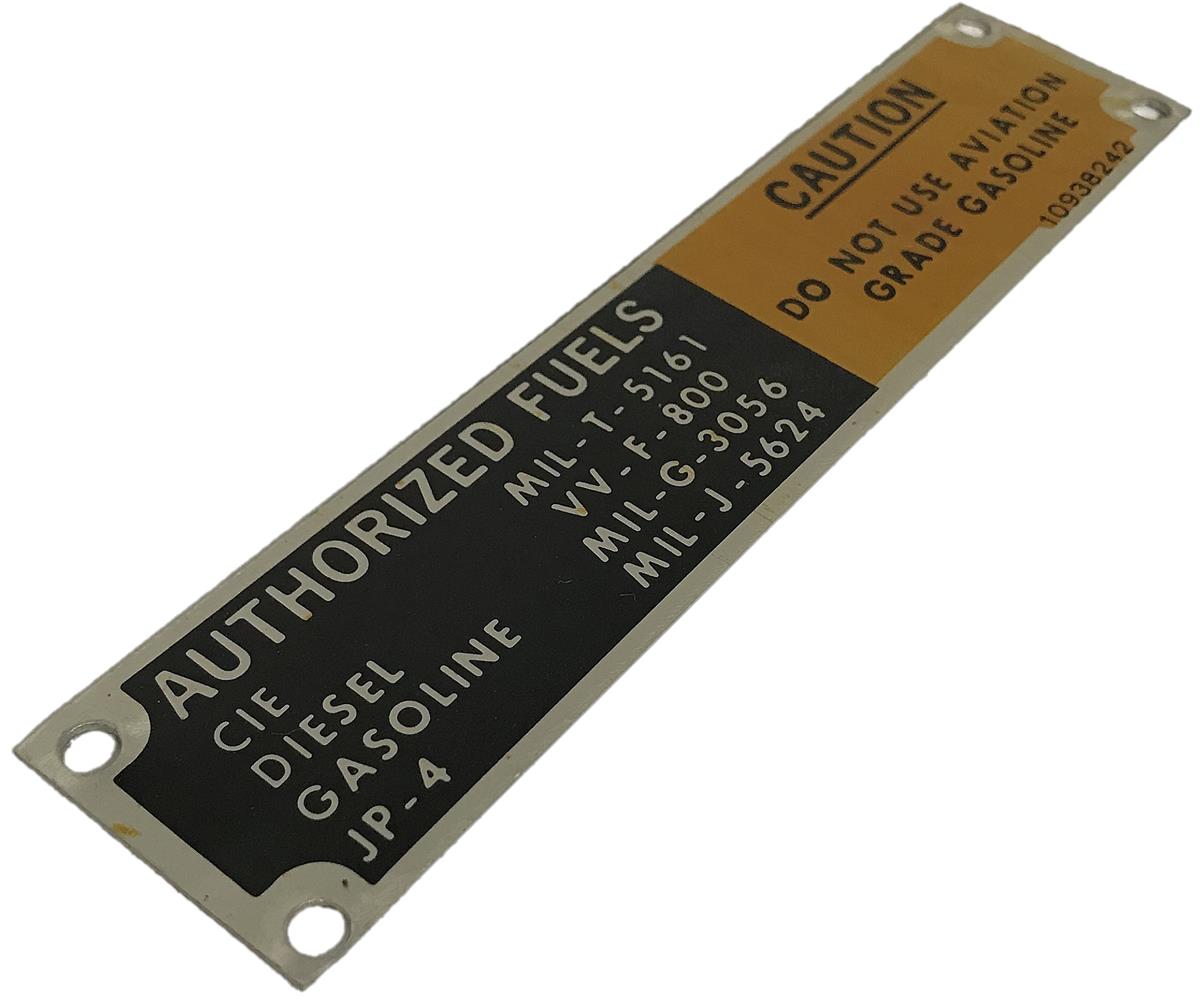 AUTHORIZED FUELS
CIE MIL-T-5161
DIESEL VV-F-800
GASOLINE MIL-G-3056
JP-4 MIL-J-5624
CAUTION
DO NOT USE AVIATION
GRADE GASOLINE
10938242